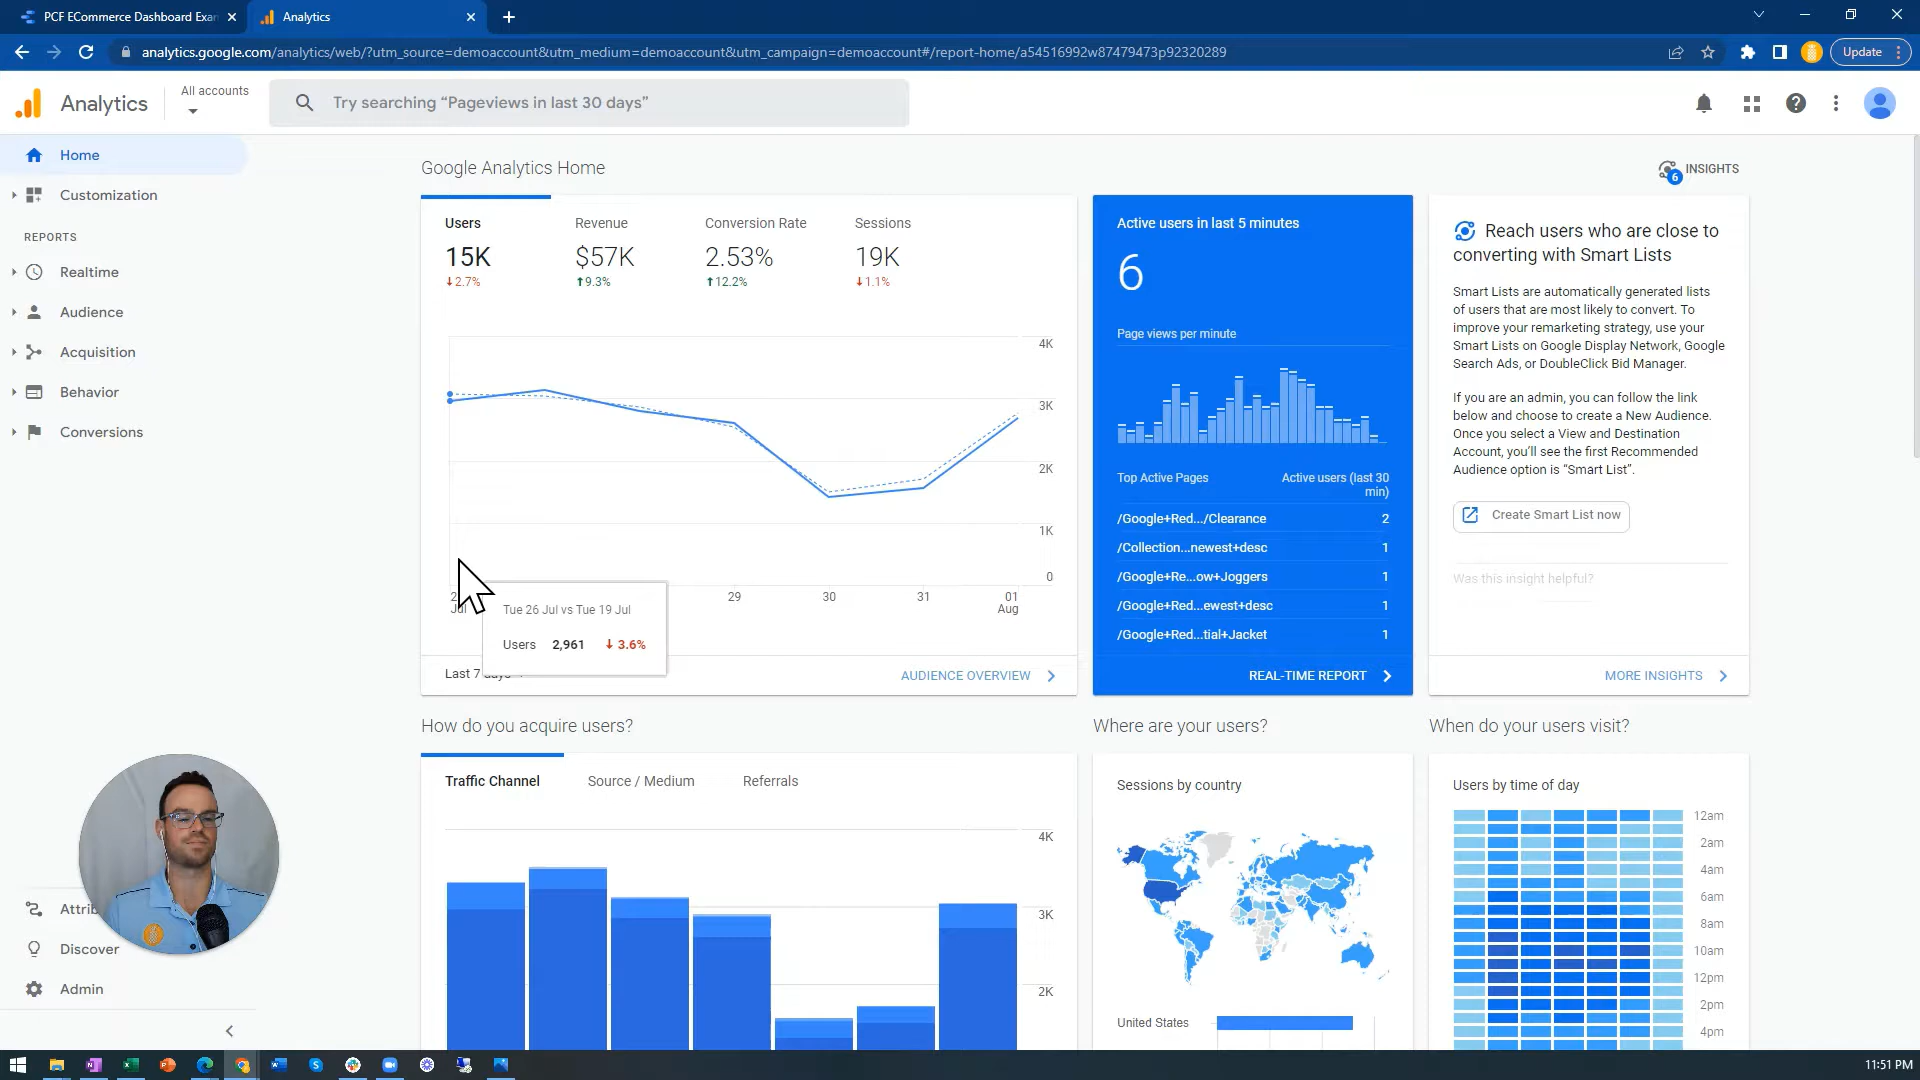 PCF ECommerce Dashboard Exar
Analytics
analytics.google.com/analytics/web/?utm_source=demoaccount&utm_medium=demoaccount&utm_campaign=demoaccount#/report-home/a54516992w87479473p92320289
Update
Analytics
All accounts
Try searching “Pageviews in last 30 days”
Home
Customization
REPORTS
Realtime
Audience
Acquisition
Behavior
Conversions
Attrib
Discover
Admin
Google Analytics Home
6
INSIGHTS
Users
15K
2.7%
Revenue
$57K
9.3%
Conversion Rate
2.53%
12.2%
Sessions
19K
1.1%
4K
3K
2K
1K
0
2
Jul
29
30
31
01
Aug
Tue 26 Jul vs Tue 19 Jul
Users 2,961 3.6%
Last 7 days
AUDIENCE OVERVIEW
Active users in last 5 minutes
6
Page views per minute
Top Active Pages
Active users (last 30
min)
/Google+Red.../Clearance 2
/Collection...newest+desc 1
/Google+Re...ow+Joggers 1
/Google+Red...ewest+desc 1
/Google+Red...tial+Jacket 1
REAL-TIME REPORT
Reach users who are close to
converting with Smart Lists
Smart Lists are automatically generated lists
of users that are most likely to convert. To
improve your remarketing strategy, use your
Smart Lists on Google Display Network, Google
Search Ads, or DoubleClick Bid Manager.
If you are an admin, you can follow the link
below and choose to create a New Audience.
Once you select a View and Destination
Account, you’ll see the first Recommended
Audience option is “Smart List”.
Create Smart List now
Was this insight helpful?
MORE INSIGHTS
How do you acquire users?
Traffic Channel
Source / Medium
Referrals
4K
3K
2K
Where are your users?
Sessions by country
United States
When do your users visit?
Users by time of day
12am
2am
4am
6am
8am
10am
12pm
2pm
4pm
11:51 PM